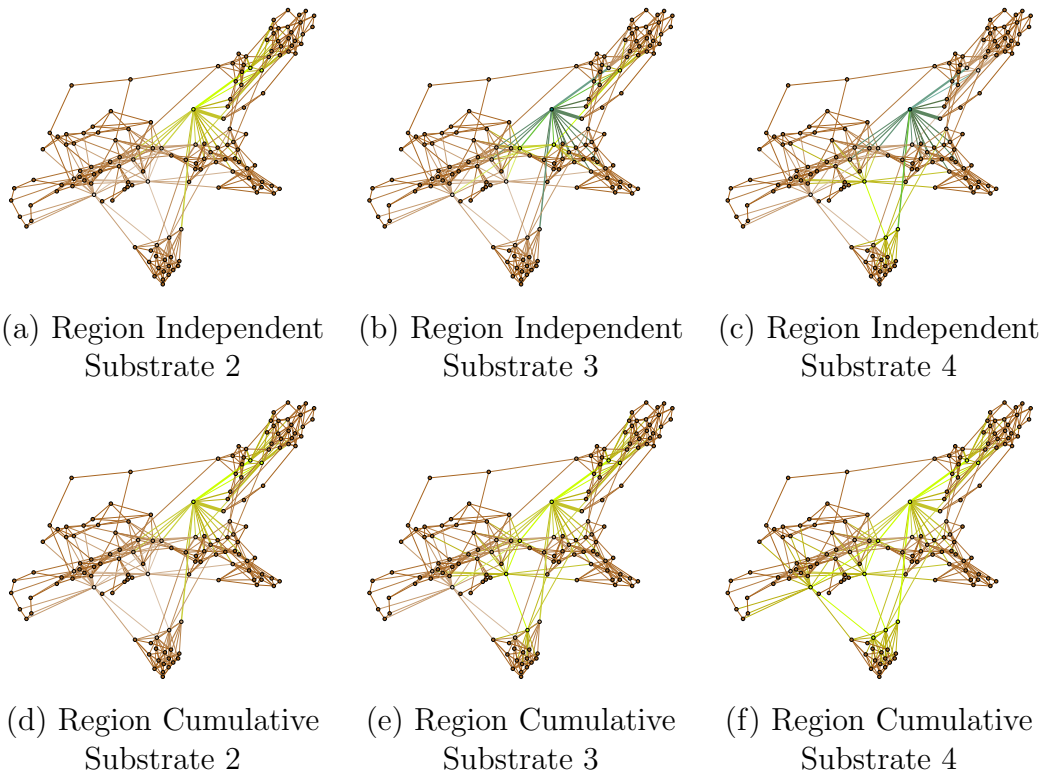 (a) Region Independent
Substrate 2
(b) Region Independent
Substrate 3
(c) Region Independent
Substrate 4
(d) Region Cumulative
Substrate 2
(e) Region Cumulative
Substrate 3
(f) Region Cumulative
Substrate 4